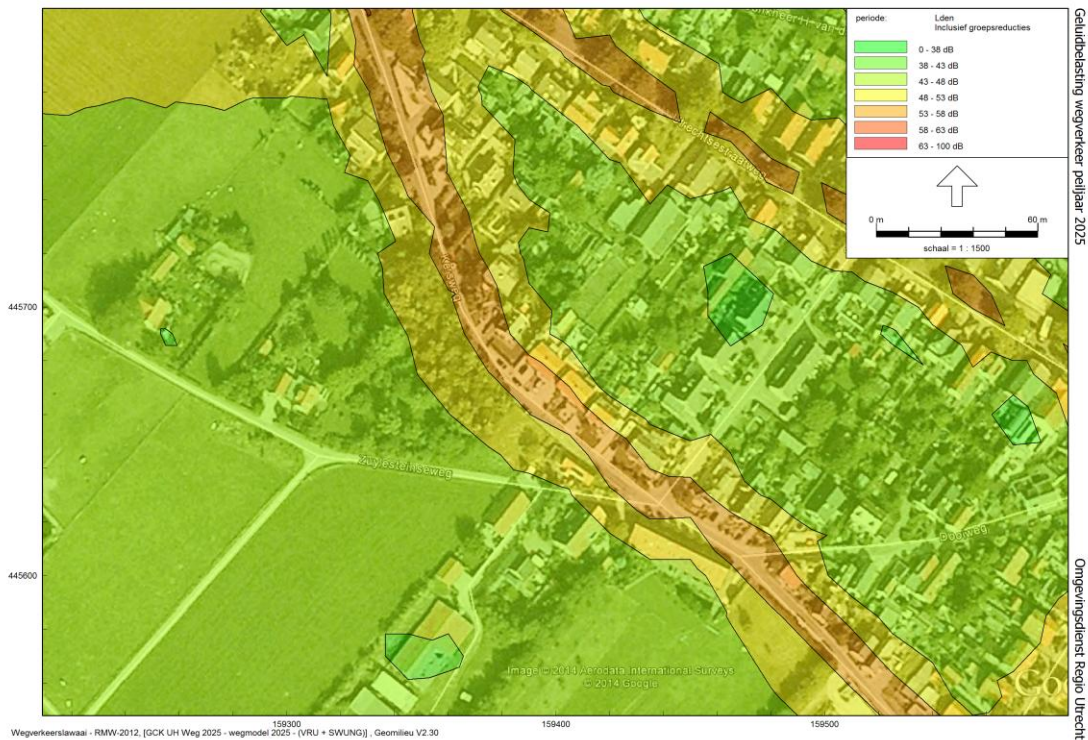 periode: Lden
Inclusief groepsreducties
0 - 38 dB
38 - 43 dB
43 - 48 dB
48 - 53 dB
53 - 58 dB
58 - 63 dB
63 - 100 dB
0 m 60 m
schaal = 1 : 1500
Geluidbelasting wegverkeer peiljaar 2025
Omgevingsdienst Regio Utrecht
445700
445600
Zuylesteinseweg
Gooiweg
Image © 2014 Aerodata International Surveys
© 2014 Google
159300 159400 159500
Wegverkeerslawaai - RMW-2012, [GCK UH Weg 2025 - wegmodel 2025 - (VRU + SWUNG)] , Geomilieu V2.30